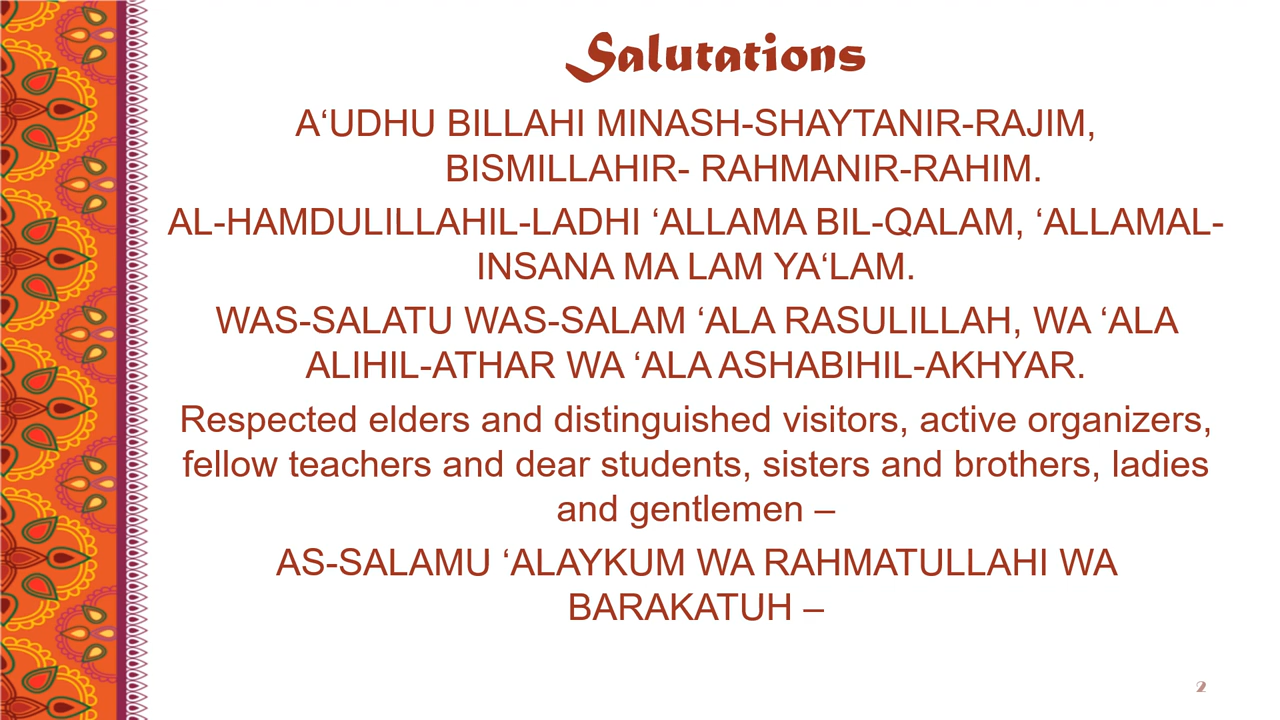 Salutations
A‘UDHU BILLAHI MINASH-SHAYTANIR-RAJIM,
BISMILLAHIR- RAHMANIR-RAHIM.
AL-HAMDULILLAHIL-LADHI ‘ALLAMA BIL-QALAM, ‘ALLAMAL-
INSANA MA LAM YA‘LAM.
WAS-SALATU WAS-SALAM ‘ALA RASULILLAH, WA ‘ALA
ALIHIL-ATHAR WA ‘ALA ASHABIHIL-AKHYAR.
Respected elders and distinguished visitors, active organizers,
fellow teachers and dear students, sisters and brothers, ladies
and gentlemen –
AS-SALAMU ‘ALAYKUM WA RAHMATULLAHI WA
BARAKATUH –
2